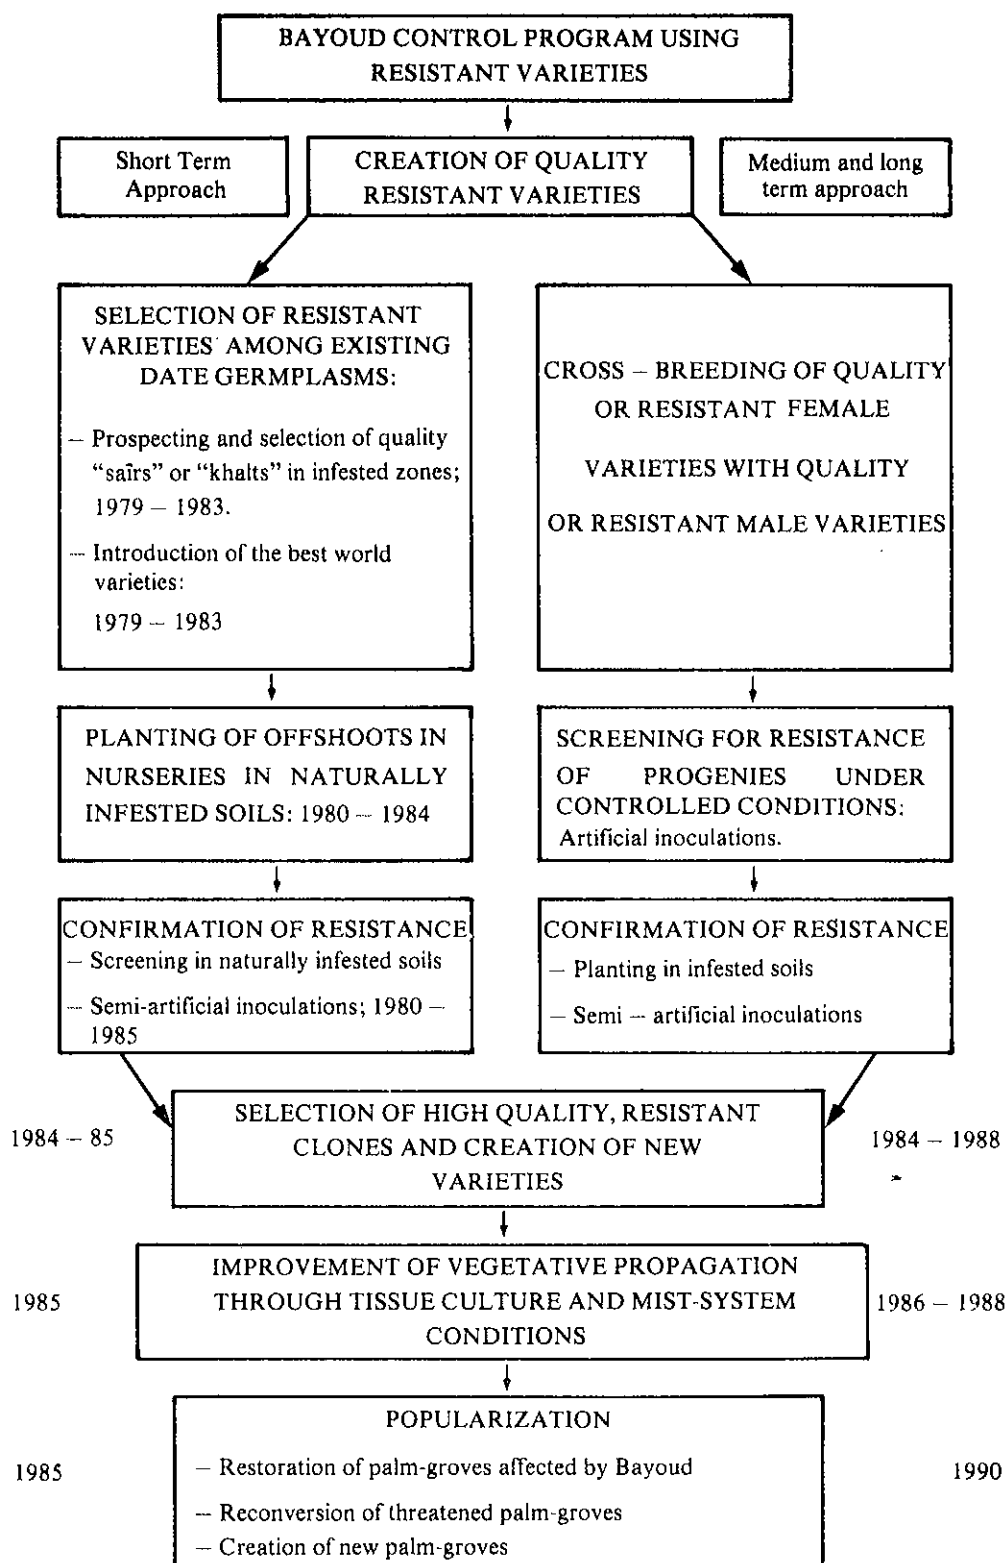 BAYOUD CONTROL PROGRAM USING
RESISTANT VARIETIES
Short Term
Approach
CREATION OF QUALITY
RESISTANT VARIETIES
Medium and long
term approach
SELECTION OF RESISTANT
VARIETIES AMONG EXISTING
DATE GERMPLASMS:
— Prospecting and selection of quality
"saïrs" or "khalts" in infested zones;
1979 — 1983.
— Introduction of the best world
varieties:
1979 — 1983
CROSS — BREEDING OF QUALITY
OR RESISTANT FEMALE
VARIETIES WITH QUALITY
OR RESISTANT MALE VARIETIES
PLANTING OF OFFSHOOTS IN
NURSERIES IN NATURALLY
INFESTED SOILS: 1980 — 1984
SCREENING FOR RESISTANCE
OF PROGENIES UNDER
CONTROLLED CONDITIONS:
Artificial inoculations.
CONFIRMATION OF RESISTANCE
— Screening in naturally infested soils
— Semi-artificial inoculations; 1980 —
1985
CONFIRMATION OF RESISTANCE
— Planting in infested soils
— Semi — artificial inoculations
1984 — 85
SELECTION OF HIGH QUALITY, RESISTANT
CLONES AND CREATION OF NEW
VARIETIES
1984 — 1988
1985
IMPROVEMENT OF VEGETATIVE PROPAGATION
THROUGH TISSUE CULTURE AND MIST-SYSTEM
CONDITIONS
1986 — 1988
1985
POPULARIZATION
— Restoration of palm-groves affected by Bayoud
— Reconversion of threatened palm-groves
— Creation of new palm-groves
1990